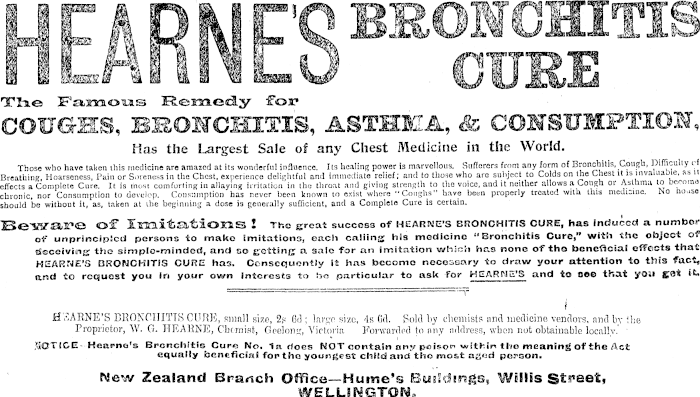 HEARNE'S BRONCHITIS
CURE
The Famous Remedy for
COUGHS, BRONCHITIS, ASTHMA, & CONSUMPTION,
Has the Largest Sale of any Chest Medicine in the World.
Those who have taken this medicine are amazed at its wonderful influence. Its healing power is marvellous. Sufferers from any form of Bronchitis, Cough, Difficulty of
Breathing, Hoarseness, Pain or Soreness in the Chest, experience delightful and immediate relief; and to those who are subject to Colds on the Chest it is invaluable, as it
effects a Complete Cure. It is most comforting in allaying irritation in the throat and giving strength to the voice, and it neither allows a Cough or Asthma to become
chronic, nor Consumption to develop. Consumption has never been known to exist where "Coughs" have been properly treated with this medicine. No house
should be without it, as, taken at the beginning a dose is generally sufficient, and a Complete Cure is certain.
Beware of Imitations! The great success of HEARNE'S BRONCHITIS CURE, has induced a number
of unprincipled persons to make imitations, each calling his medicine "Bronchitis Cure," with the object of
deceiving the simple-minded, and so getting a sale for an imitation which has none of the beneficial effects that
HEARNE'S BRONCHITIS CURE has. Consequently it has become necessary to draw your attention to this fact,
and to request you in your own interests to be particular to ask for HEARNE'S and to see that you get it.
HEARNE'S BRONCHITIS CURE, small size, 2s 6d; large size, 4s 6d. Sold by chemists and medicine vendors, and by the
Proprietor, W. G. HEARNE, Chemist, Geelong, Victoria Forwarded to any address, when not obtainable locally.
NOTICE- Hearne's Bronchitis Cure No. 1a does NOT contain any poison within the meaning of the Act
equally beneficial for the youngest child and the most aged person.
New Zealand Branch Office—Hume's Buildings, Willis Street,
WELLINGTON.